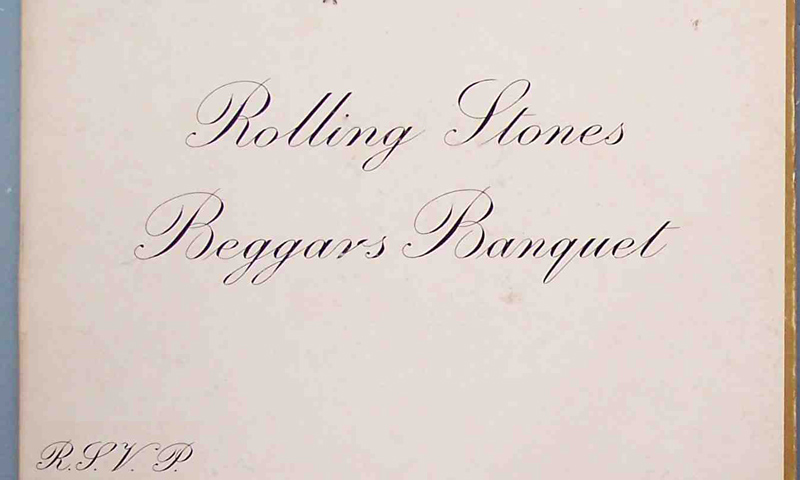 Rolling Stones
Beggars Banquet
R.S.V.P.